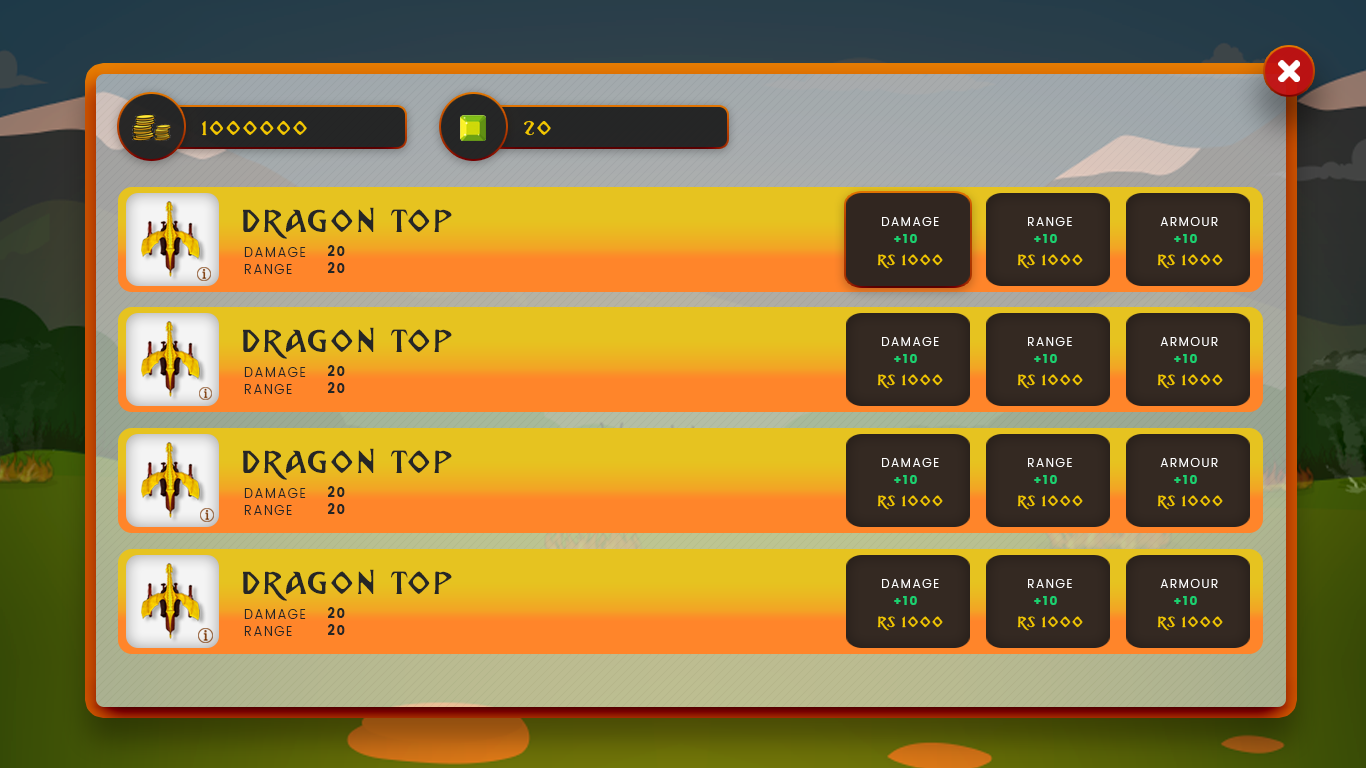 1000000
20
DRAGON TOP
DAMAGE 20
RANGE 20
DAMAGE
+10
RS 1000
RANGE
+10
RS 1000
ARMOUR
+10
RS 1000
DRAGON TOP
DAMAGE 20
RANGE 20
DAMAGE
+10
RS 1000
RANGE
+10
RS 1000
ARMOUR
+10
RS 1000
DRAGON TOP
DAMAGE 20
RANGE 20
DAMAGE
+10
RS 1000
RANGE
+10
RS 1000
ARMOUR
+10
RS 1000
DRAGON TOP
DAMAGE 20
RANGE 20
DAMAGE
+10
RS 1000
RANGE
+10
RS 1000
ARMOUR
+10
RS 1000